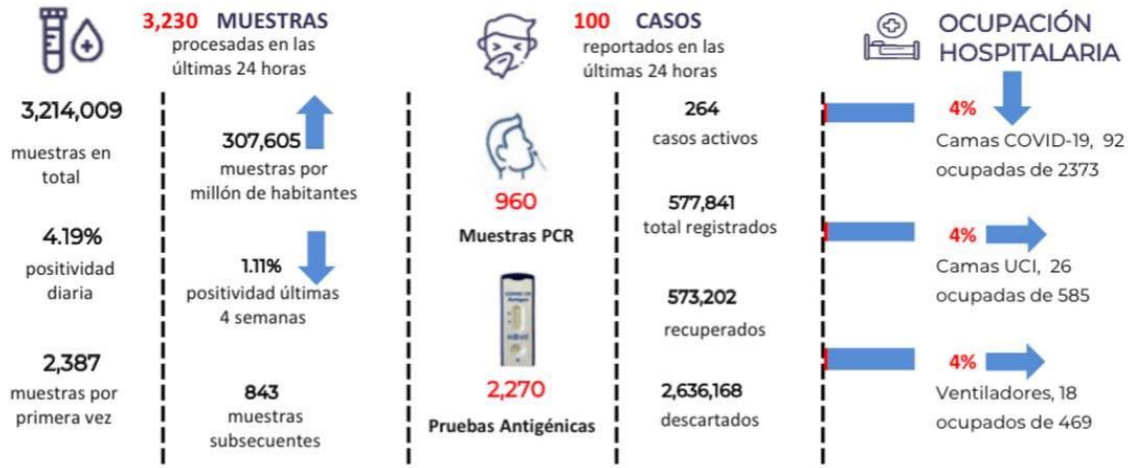 3,230 MUESTRAS
procesadas en las
últimas 24 horas
3,214,009
muestras en
total
4.19%
positividad
diaria
2,387
muestras por
primera vez
307,605
muestras por
millón de habitantes
1.11%
positividad últimas
4 semanas
843
muestras
subsecuentes
100 CASOS
reportados en las
últimas 24 horas
960
Muestras PCR
2,270
Pruebas Antigénicas
264
casos activos
577,841
total registrados
573,202
recuperados
2,636,168
descartados
OCUPACIÓN
HOSPITALARIA
4%
Camas COVID-19, 92
ocupadas de 2373
4%
Camas UCI, 26
ocupadas de 585
4%
Ventiladores, 18
ocupados de 469